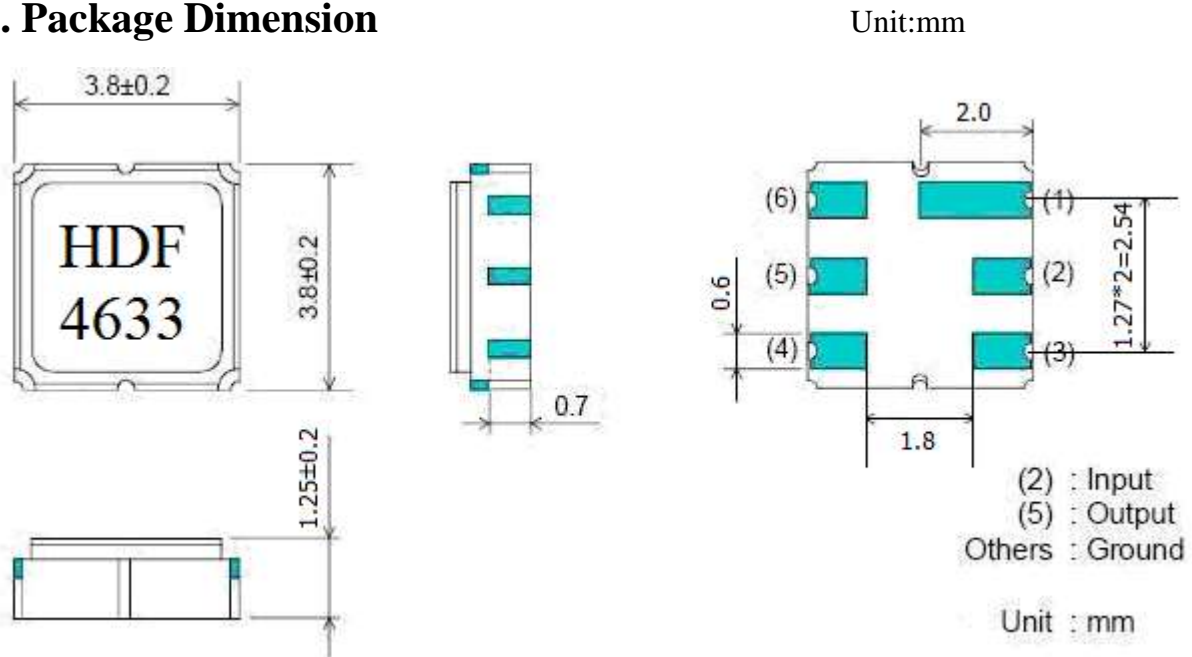 . Package Dimension
Unit:mm
3.8±0.2
HDF
4633
3.8±0.2
0.7
1.25±0.2
2.0
(6)
(1)
(5)
(2)
(4)
(3)
0.6
1.27*2=2.54
1.8
(2) : Input
(5) : Output
Others : Ground
Unit : mm